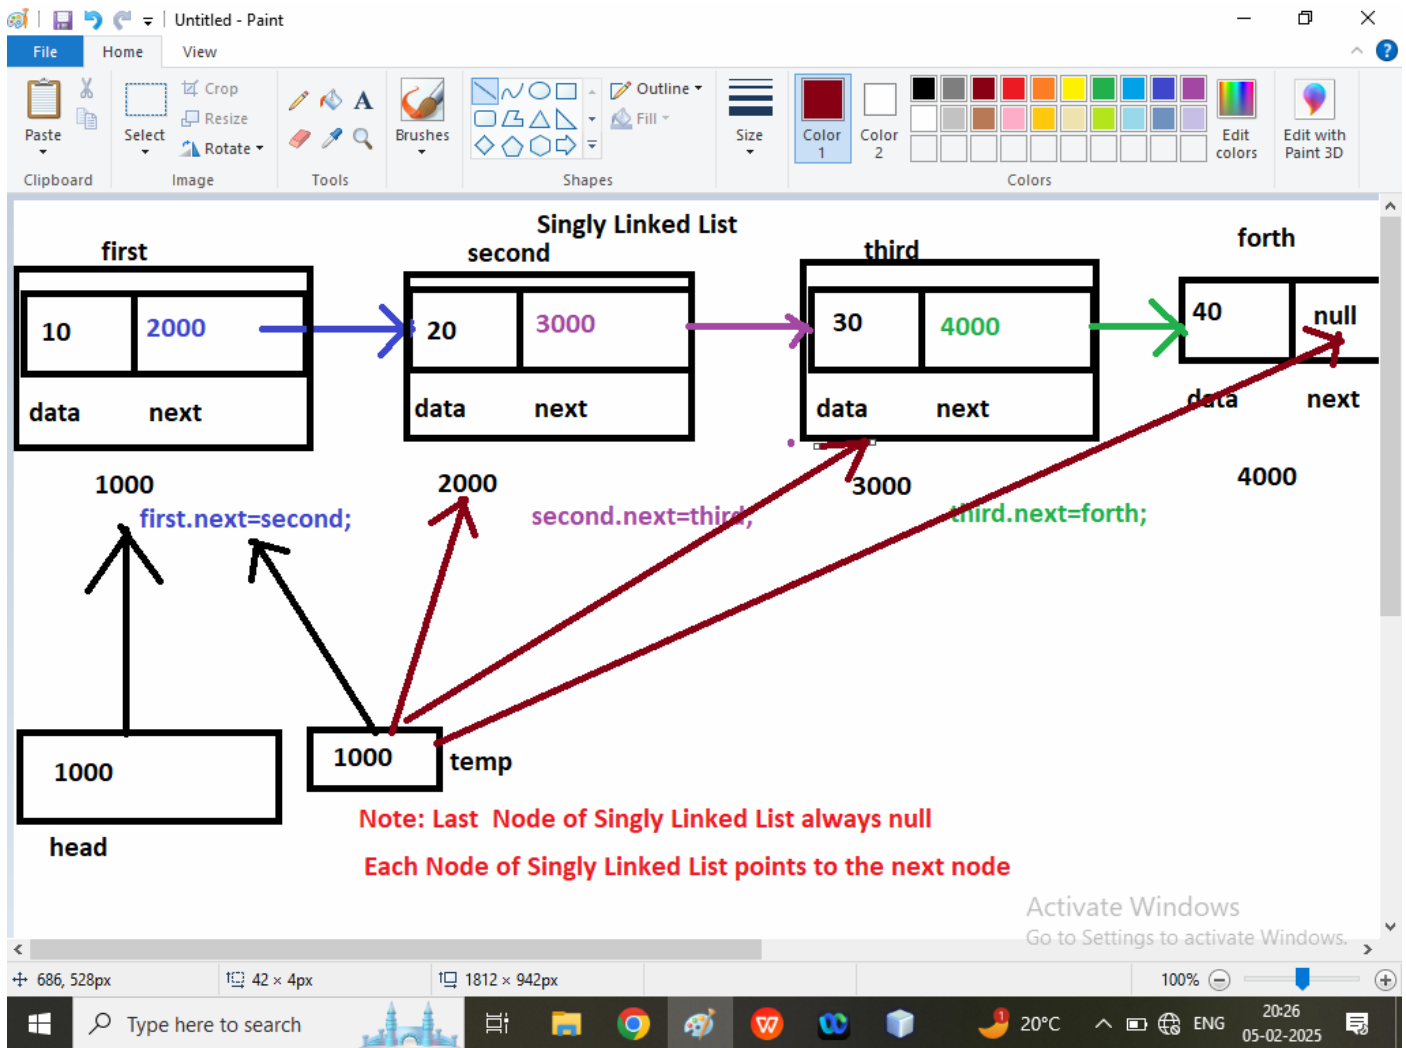 Untitled - Paint
File Home View
Paste
Clipboard
Select
Crop
Resize
Rotate
Image
A
Tools
Brushes
Outline
Fill
Shapes
Size
Color 1
Color 2
Edit colors
Edit with Paint 3D
Colors
Singly Linked List
first second third forth
10 2000 20 3000 30 4000 40 null
data next data next data next data next
1000 2000 3000 4000
first.next=second; second.next=third; third.next=forth;
1000 1000 temp
head
Note: Last Node of Singly Linked List always null
Each Node of Singly Linked List points to the next node
Activate Windows
Go to Settings to activate Windows.
686, 528px 42 × 4px 1812 × 942px 100%
Type here to search
1
20°C
ENG
20:26
05-02-2025